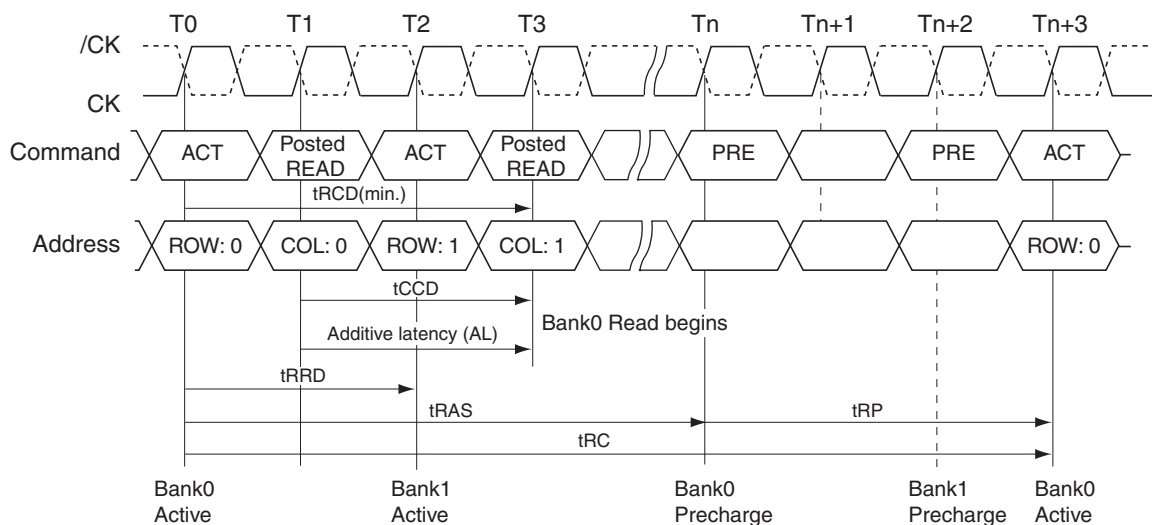 T0 T1 T2 T3 Tn Tn+1 Tn+2 Tn+3
/CK
CK
Command ACT Posted READ ACT Posted READ PRE PRE ACT
tRCD(min.)
Address ROW: 0 COL: 0 ROW: 1 COL: 1 ROW: 0
tCCD
Bank0 Read begins
Additive latency (AL)
tRRD
tRAS tRP
tRC
Bank0 Active
Bank1 Active
Bank0 Precharge
Bank1 Precharge
Bank0 Active